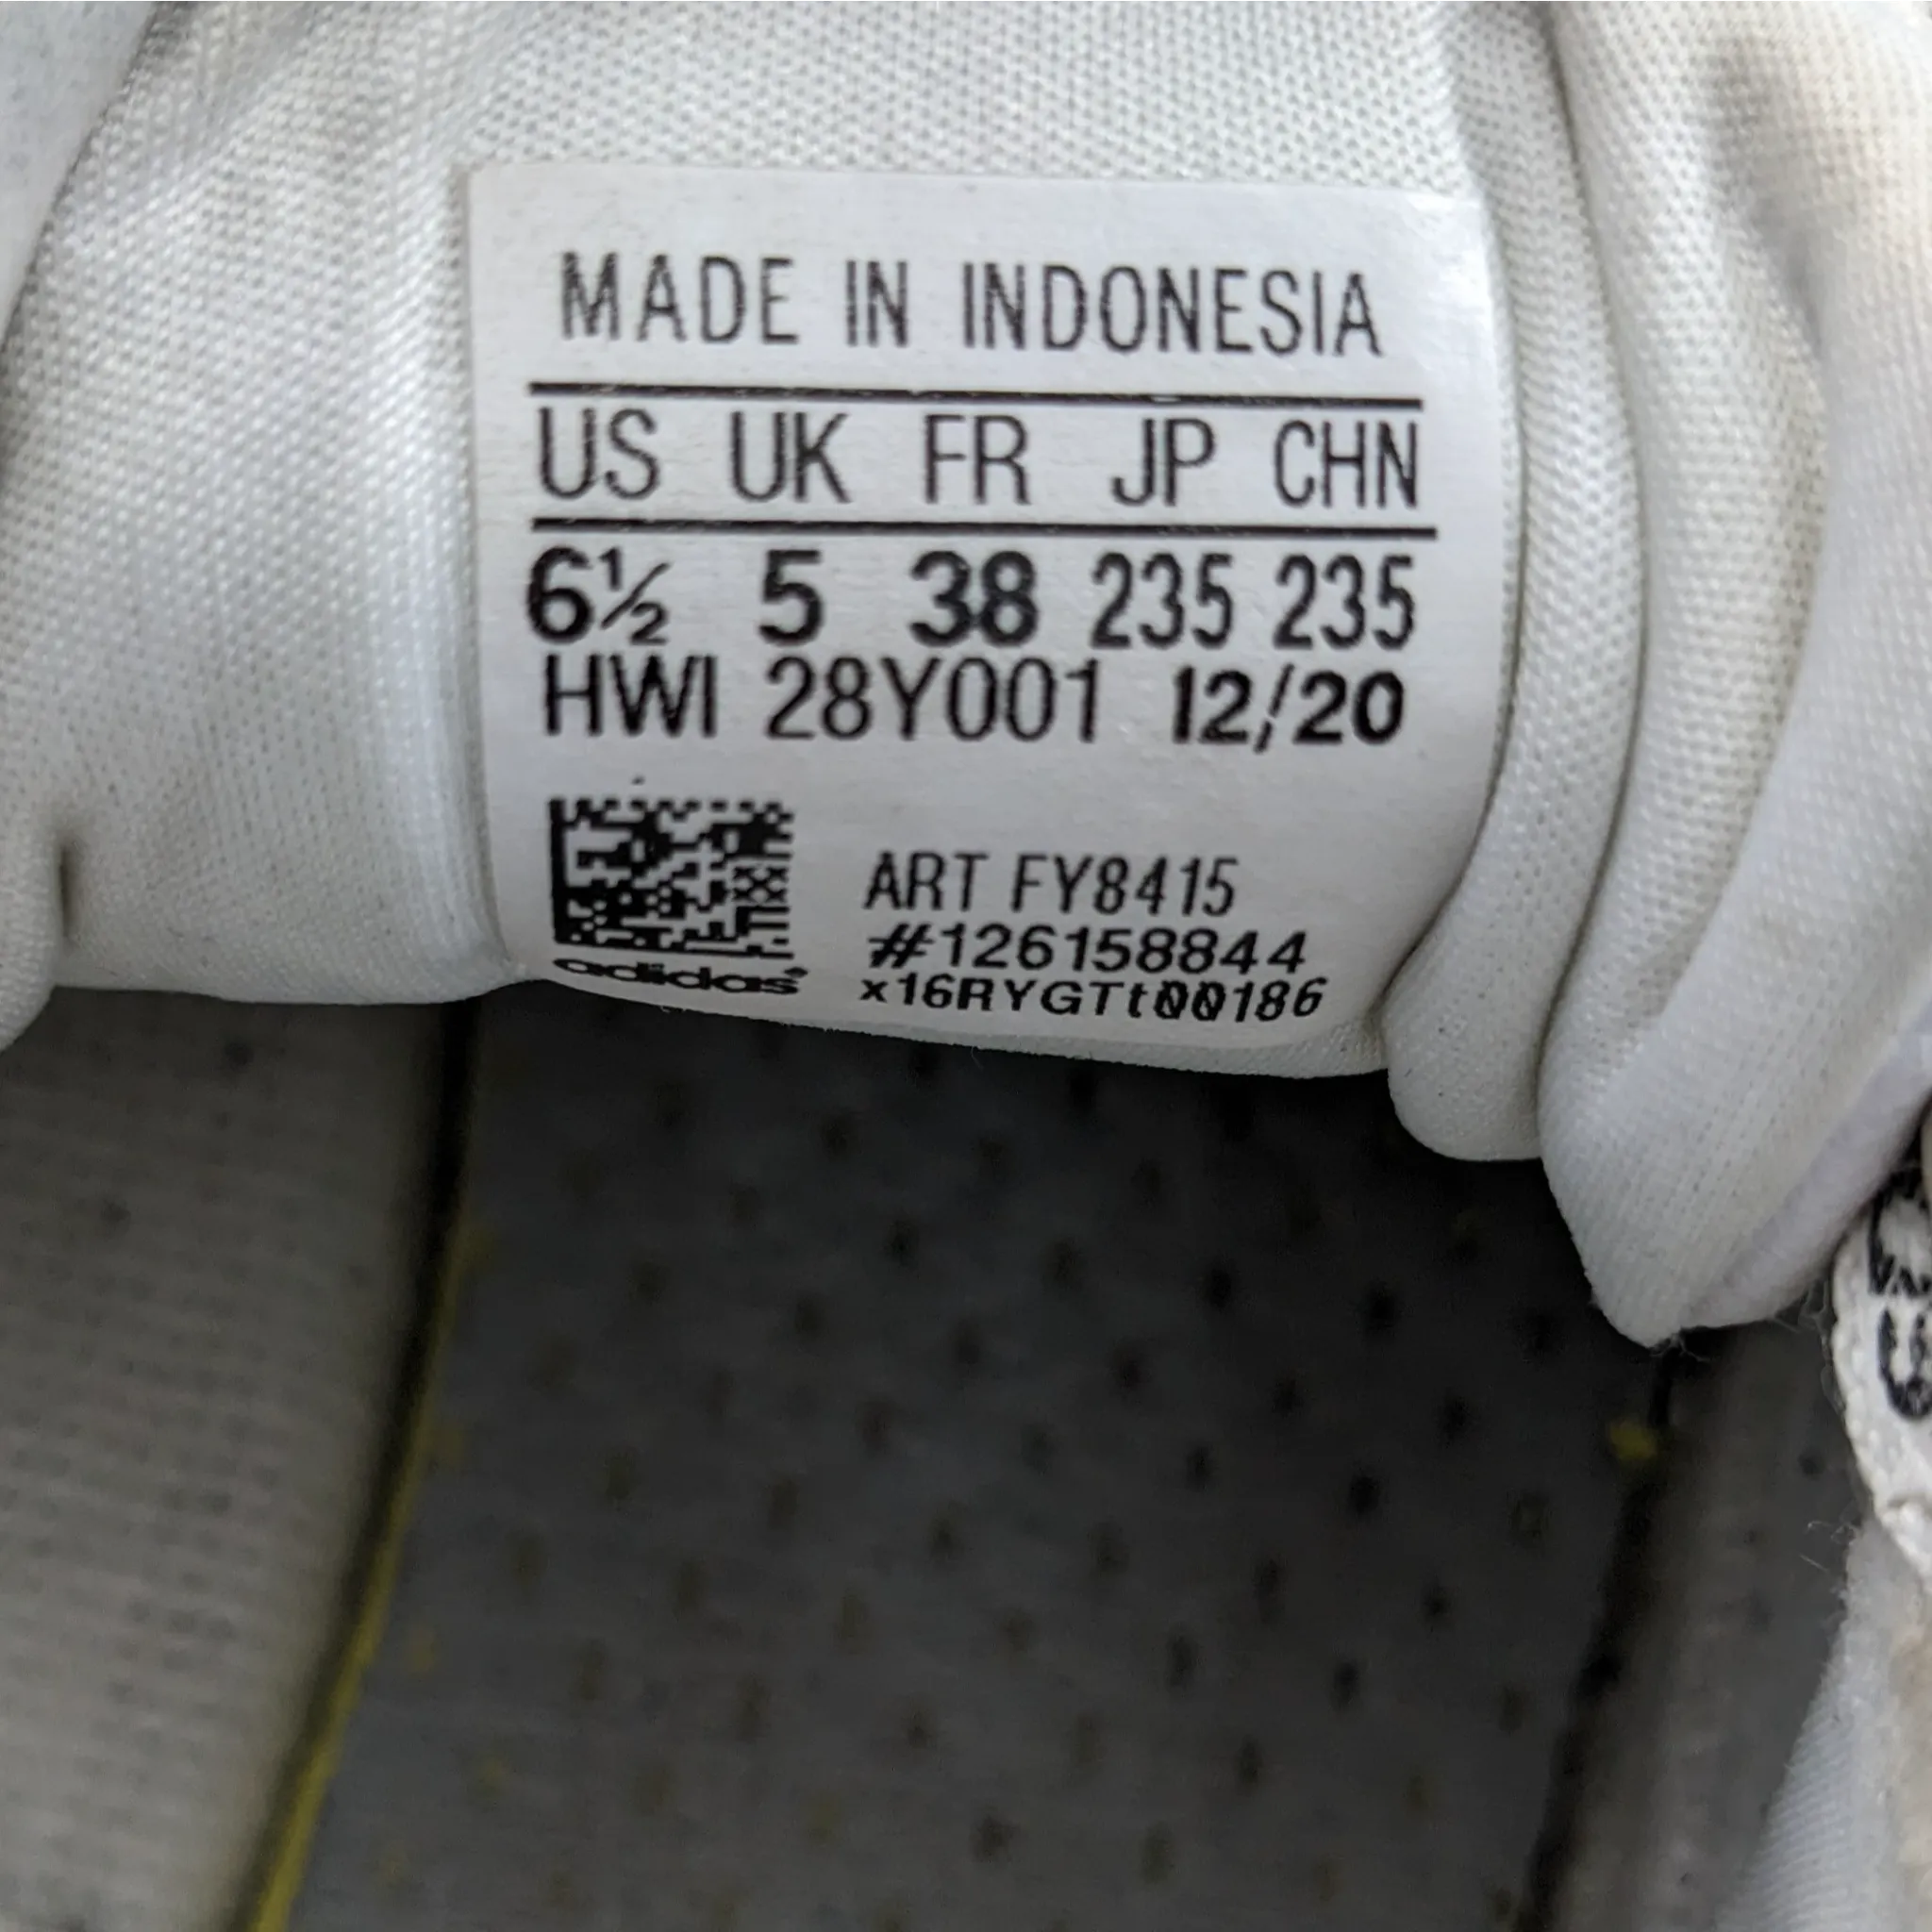 MADE IN INDONESIA
US UK FR JP CHN
6½ 5 38 235 235
HWI 28Y001 12/20
ART FY8415
#126158844
x16RYGTt00186
adidas